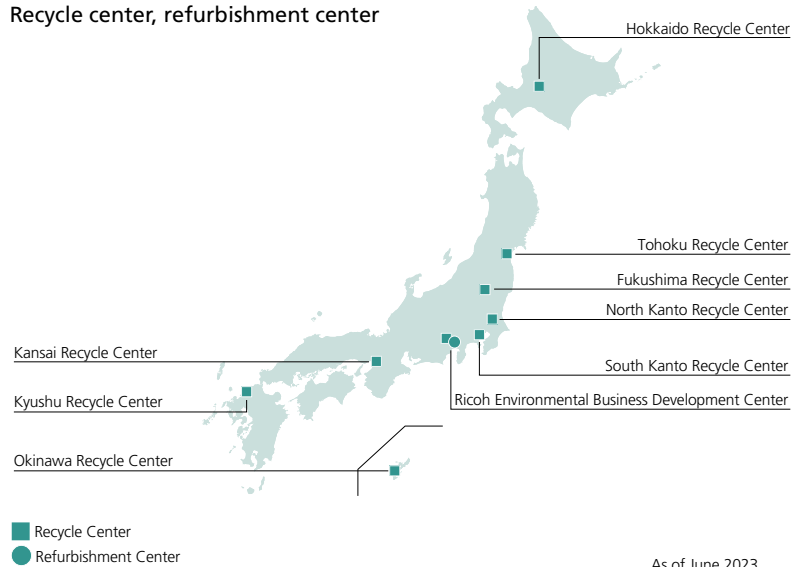 Recycle center, refurbishment center
Hokkaido Recycle Center
Tohoku Recycle Center
Fukushima Recycle Center
North Kanto Recycle Center
Kansai Recycle Center
South Kanto Recycle Center
Kyushu Recycle Center
Ricoh Environmental Business Development Center
Okinawa Recycle Center
Recycle Center
Refurbishment Center
As of June 2023